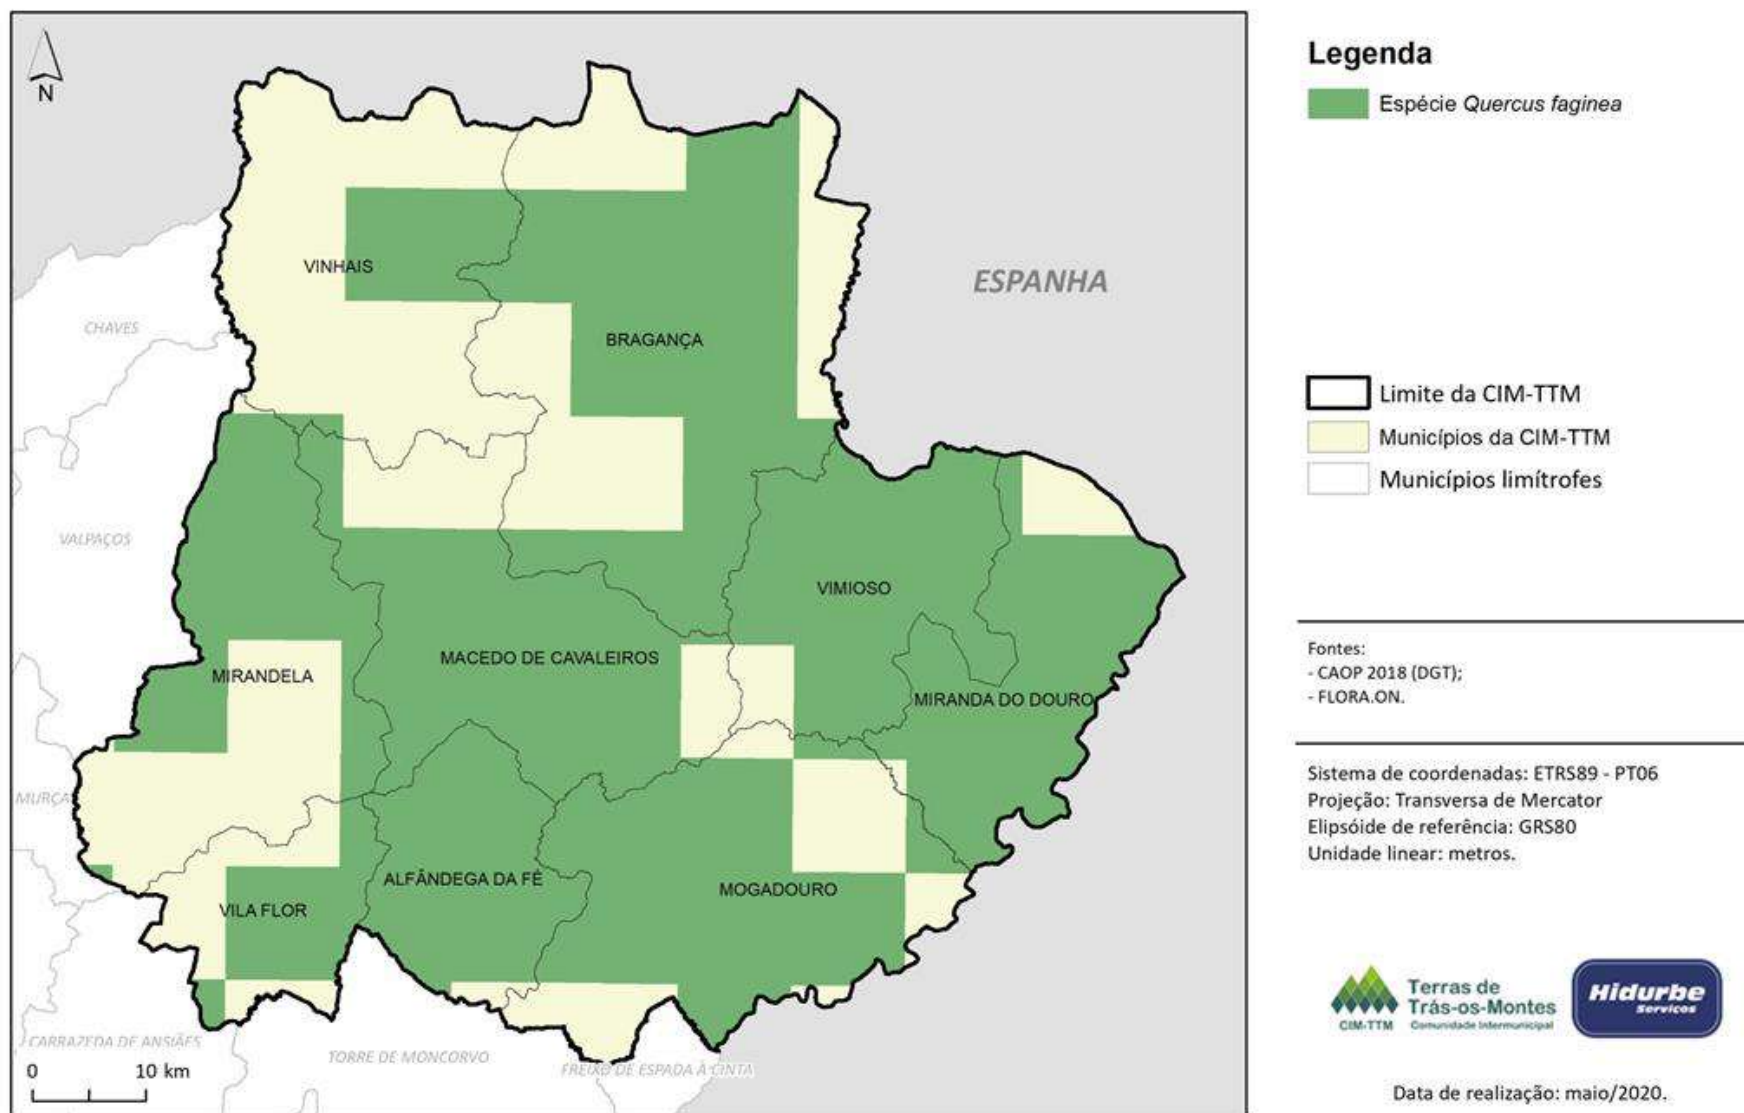 N
VINHAIS
ESPANHA
CHAVES
BRAGANÇA
VALPAÇOS
VIMIOSO
MACEDO DE CAVALEIROS
MIRANDELA
MIRANDA DO DOURO
MURÇA
ALFÂNDEGA DA FÉ
MOGADOURO
VILA FLOR
CARRAZEDA DE ANSIÃES
TORRE DE MONCORVO
FREIXO DE ESPADA À CINTA
0 10 km
Legenda
Espécie Quercus faginea
Limite da CIM-TTM
Municípios da CIM-TTM
Municípios limítrofes
Fontes:
- CAOP 2018 (DGT);
- FLORA.ON.
Sistema de coordenadas: ETRS89 - PT06
Projeção: Transversa de Mercator
Elipsóide de referência: GRS80
Unidade linear: metros.
CIM-TTM
Terras de
Trás-os-Montes
Comunidade Intermunicipal
Hidurbe
Serviços
Data de realização: maio/2020.